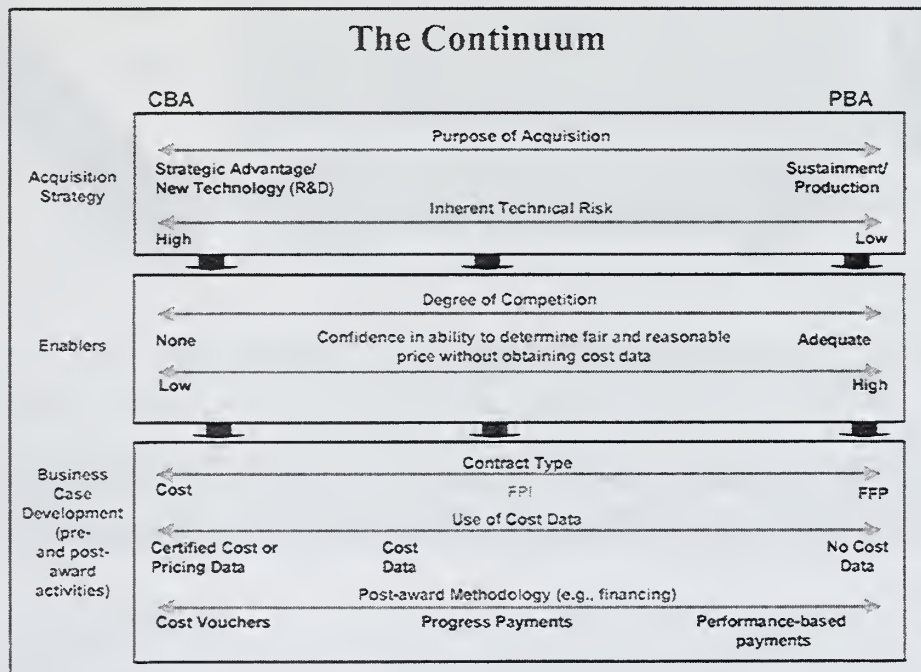 The Continuum
CBA
PBA
Acquisition
Strategy
Purpose of Acquisition
Strategic Advantage/
New Technology (R&D)
Sustainment/
Production
Inherent Technical Risk
High
Low
Enablers
Degree of Competition
None
Confidence in ability to determine fair and reasonable
price without obtaining cost data
Adequate
Low
High
Business
Case
Development
(pre-
and post-
award
activities)
Contract Type
Cost
FPI
FFP
Use of Cost Data
Certified Cost or
Pricing Data
Cost
Data
No Cost
Data
Post-award Methodology (e.g., financing)
Cost Vouchers
Progress Payments
Performance-based
payments